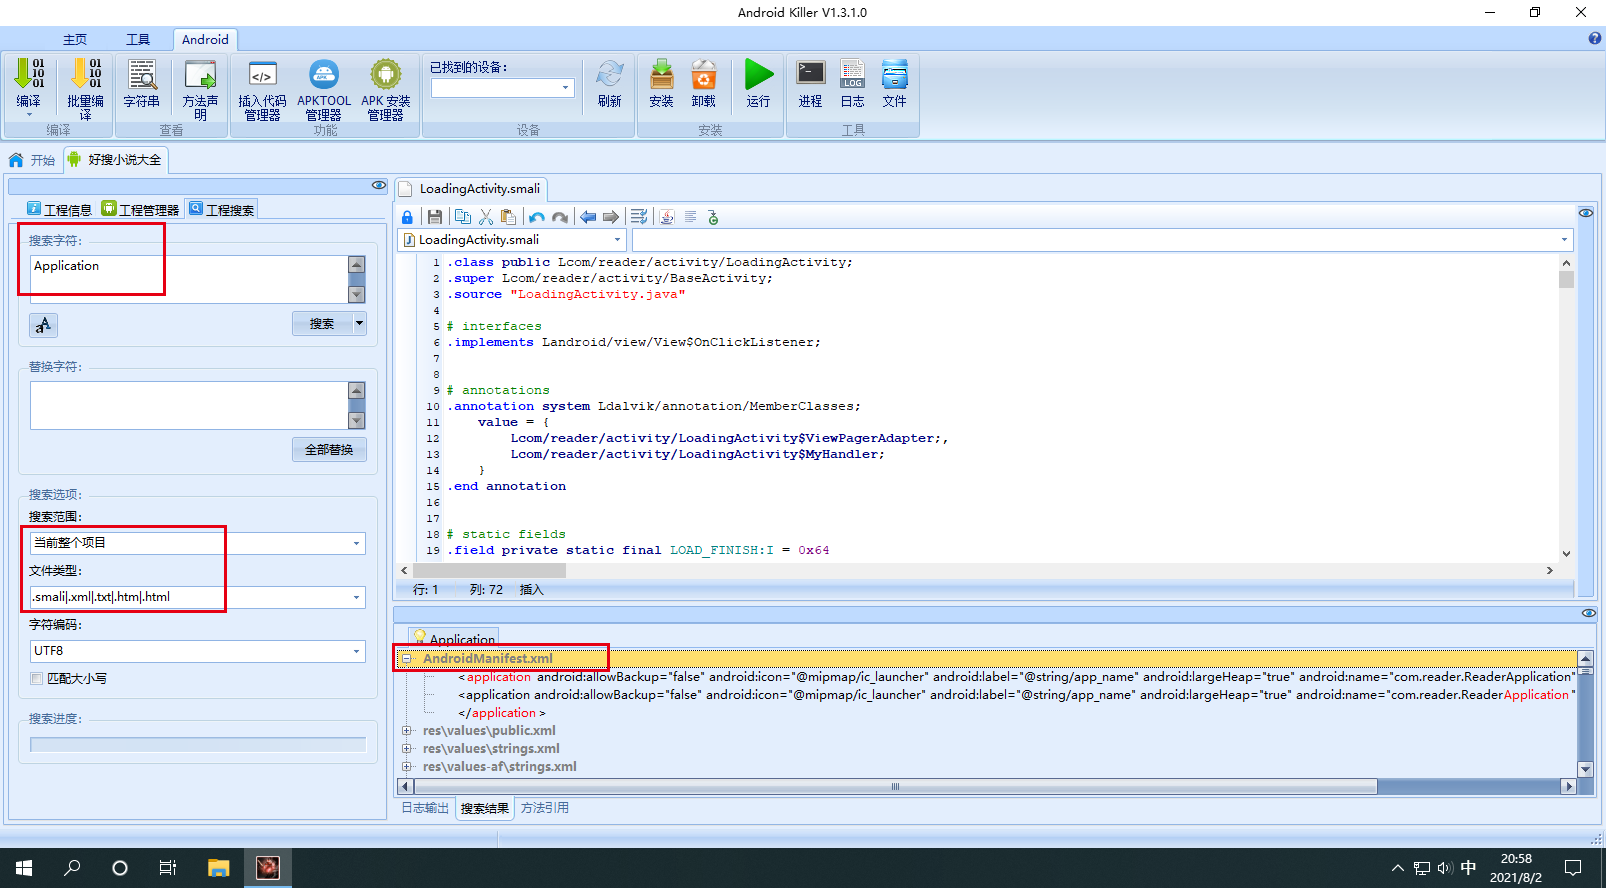 Android Killer V1.3.1.0
主页 工具 Android
编译 批量编译 字符串 方法声明 插入代码管理器 APKTOOL管理器 APK 安装管理器 已找到的设备: 刷新 安装 卸载 运行 进程 日志 文件
编译 查看 功能 设备 安装 工具
开始 好搜小说大全
工程信息 工程管理器 工程搜索
搜索字符:
Application
搜索
替换字符:
全部替换
搜索选项:
搜索范围:
当前整个项目
文件类型:
.smali|.xml|.txt|.htm|.html
字符编码:
UTF8
匹配大小写
搜索进度:
LoadingActivity.smali
LoadingActivity.smali
1 .class public Lcom/reader/activity/LoadingActivity;
2 .super Lcom/reader/activity/BaseActivity;
3 .source "LoadingActivity.java"
4
5 # interfaces
6 .implements Landroid/view/View$OnClickListener;
7
8
9 # annotations
10 .annotation system Ldalvik/annotation/MemberClasses;
11 value = {
12 Lcom/reader/activity/LoadingActivity$ViewPagerAdapter;,
13 Lcom/reader/activity/LoadingActivity$MyHandler;
14 }
15 .end annotation
16
17
18 # static fields
19 .field private static final LOAD_FINISH:I = 0x64
行: 1 列: 72 插入
Application
AndroidManifest.xml
<application android:allowBackup="false" android:icon="@mipmap/ic_launcher" android:label="@string/app_name" android:largeHeap="true" android:name="com.reader.ReaderApplication"
<application android:allowBackup="false" android:icon="@mipmap/ic_launcher" android:label="@string/app_name" android:largeHeap="true" android:name="com.reader.ReaderApplication"
</application>
res\values\public.xml
res\values\strings.xml
res\values-af\strings.xml
日志输出 搜索结果 方法引用
中 20:58
2021/8/2